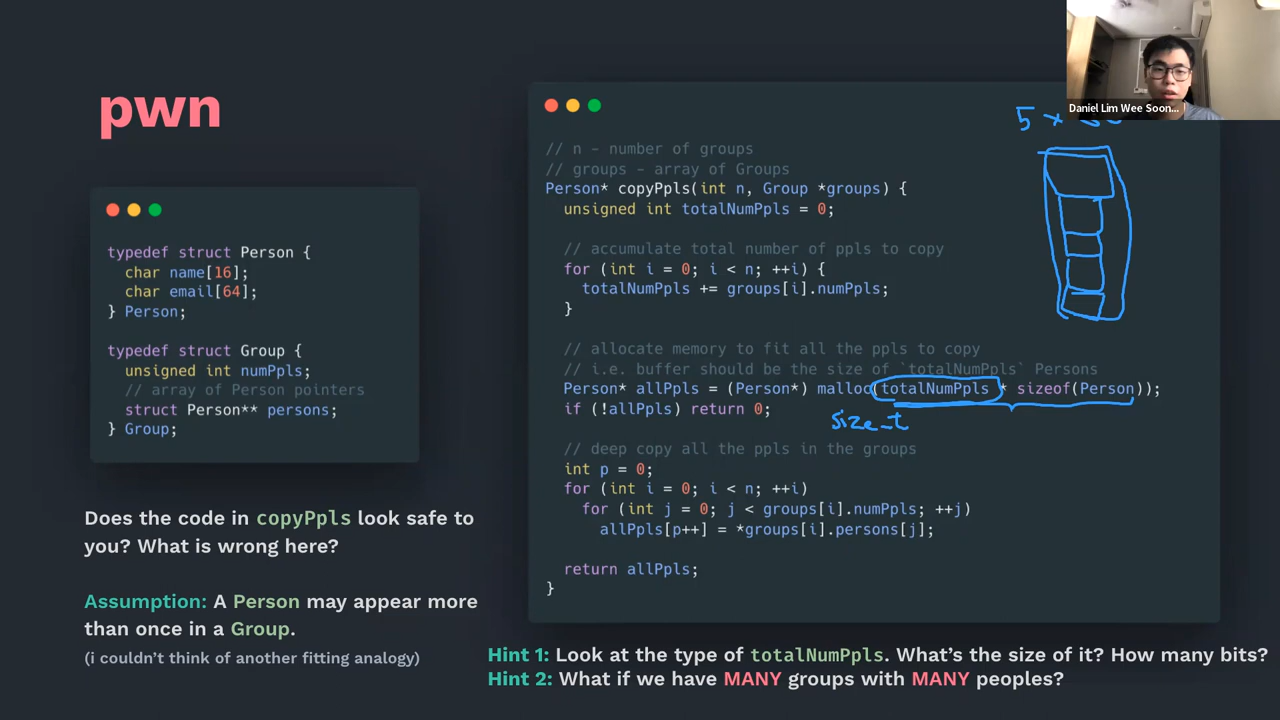 pwn
typedef struct Person {
char name[16];
char email[64];
} Person;
typedef struct Group {
unsigned int numPpls;
// array of Person pointers
struct Person** persons;
} Group;
Does the code in copyPpls look safe to
you? What is wrong here?
Assumption: A Person may appear more
than once in a Group.
(i couldn't think of another fitting analogy)
// n - number of groups
// groups - array of Groups
Person* copyPpls(int n, Group *groups) {
unsigned int totalNumPpls = 0;
// accumulate total number of ppls to copy
for (int i = 0; i < n; ++i) {
totalNumPpls += groups[i].numPpls;
}
// allocate memory to fit all the ppls to copy
// i.e. buffer should be the size of `totalNumPpls` Persons
Person* allPpls = (Person*) malloc(totalNumPpls * sizeof(Person));
if (!allPpls) return 0;
size_t
// deep copy all the ppls in the groups
int p = 0;
for (int i = 0; i < n; ++i)
for (int j = 0; j < groups[i].numPpls; ++j)
allPpls[p++] = *groups[i].persons[j];
return allPpls;
}
Hint 1: Look at the type of totalNumPpls. What's the size of it? How many bits?
Hint 2: What if we have MANY groups with MANY peoples?
Daniel Lim Wee Soon...
5 ×